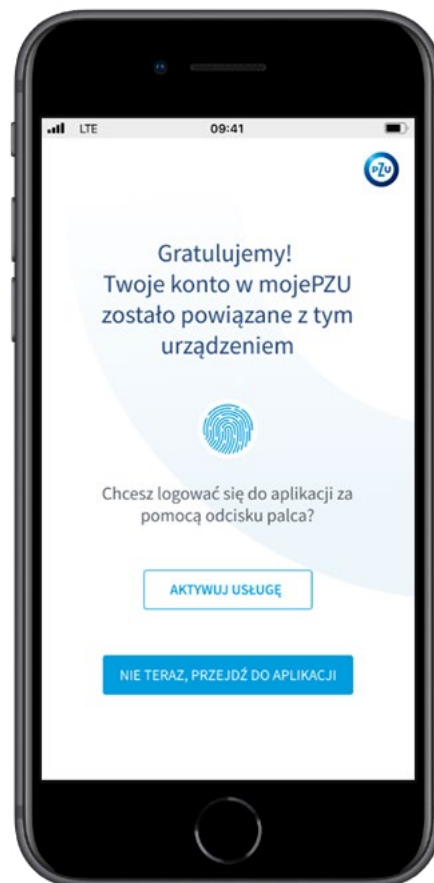 LTE 09:41
PZU
Gratulujemy!
Twoje konto w mojePZU
zostało powiązane z tym
urządzeniem
Chcesz logować się do aplikacji za
pomocą odcisku palca?
AKTYWUJ USŁUGĘ
NIE TERAZ, PRZEJDŹ DO APLIKACJI